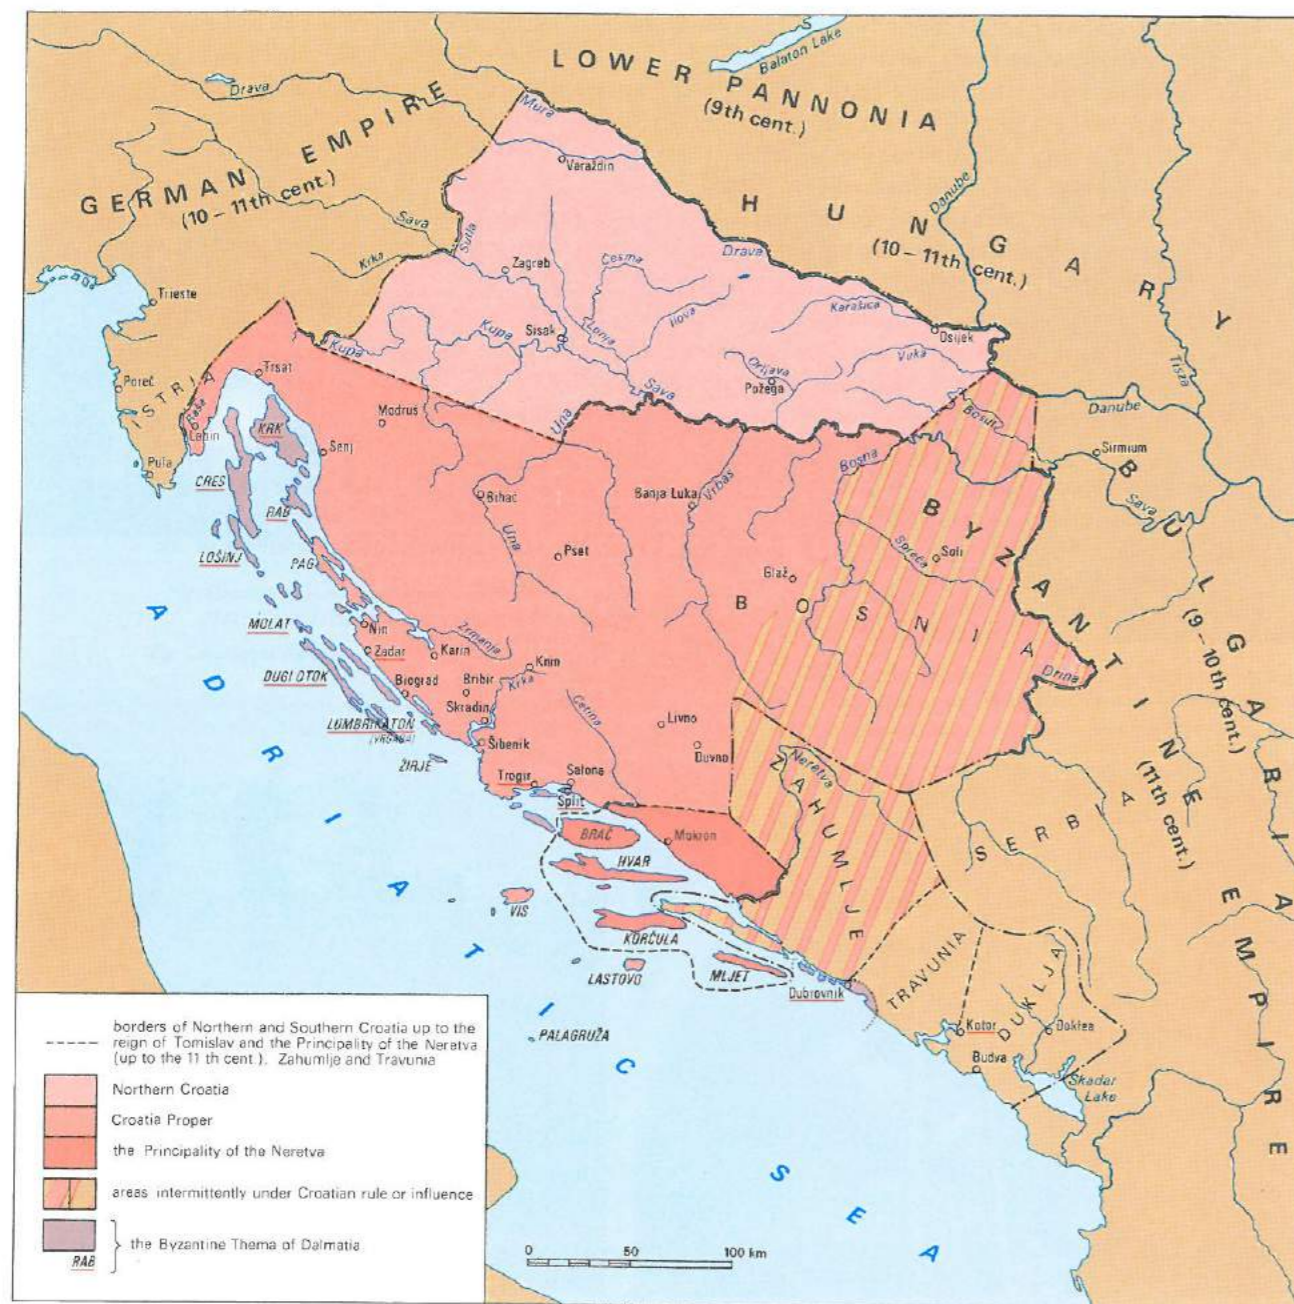 LOWER PANNONIA
(9th cent.)
Balaton Lake
GERMAN EMPIRE
(10-11th cent.)
HUNGARY
(10-11th cent.)
Drava
Mura
Varaždin
Danube
Sava
Sutla
Krka
Zagreb
Česma
Drava
Trieste
Ilova
Karašica
Tisza
Kupa
Kupa
Sisak
Lonja
Osijek
Vuka
Orljava
Požega
Sava
Poreč
ISTRIA
Raša
Trsat
Labin
Pula
Modruš
Una
Bosut
Danube
Sirmium
Sava
KRK
Senj
CRES
RAB
LOŠINJ
PAG
Bihać
Una
Banja Luka
Vrbas
Bosna
Pset
Glaž
Spreča
Soli
BOSNIA
Drina
BYZANTINE EMPIRE
(11th cent.)
BULGARIA
(9-10th cent.)
MOLAT
Nin
Zadar
Karin
Zrmanja
DUGI OTOK
Biograd
Bribir
Knin
Krka
Skradin
LUMBRIKATON
(VRGADA)
Šibenik
ŽIRJE
Cetina
Livno
Duvno
Neretva
ZAHUMLJE
SERBIA
Trogir
Salona
Split
BRAČ
Mokron
HVAR
VIS
KORČULA
LASTOVO
MLJET
Dubrovnik
TRAVUNIA
DUKLJA
Kotor
Doklea
Budva
Skadar
Lake
PALAGRUŽA
ADRIATIC SEA
borders of Northern and Southern Croatia up to the
reign of Tomislav and the Principality of the Neretva
(up to the 11 th cent.). Zahumlje and Travunia
Northern Croatia
Croatia Proper
the Principality of the Neretva
areas intermittently under Croatian rule or influence
the Byzantine Thema of Dalmatia
RAB
0 50 100 km